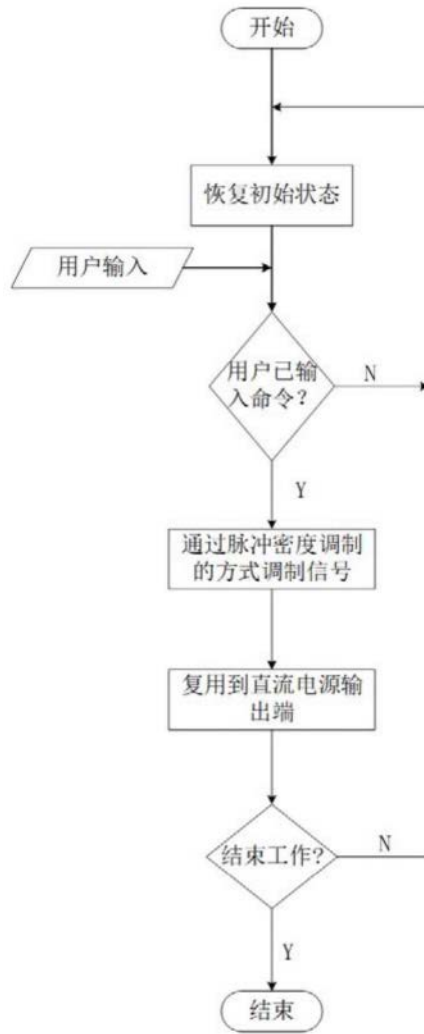 开始
恢复初始状态
用户输入
用户已输
入命令？
N
Y
通过脉冲密度调制
的方式调制信号
复用到直流电源输
出端
结束工作?
N
Y
结束